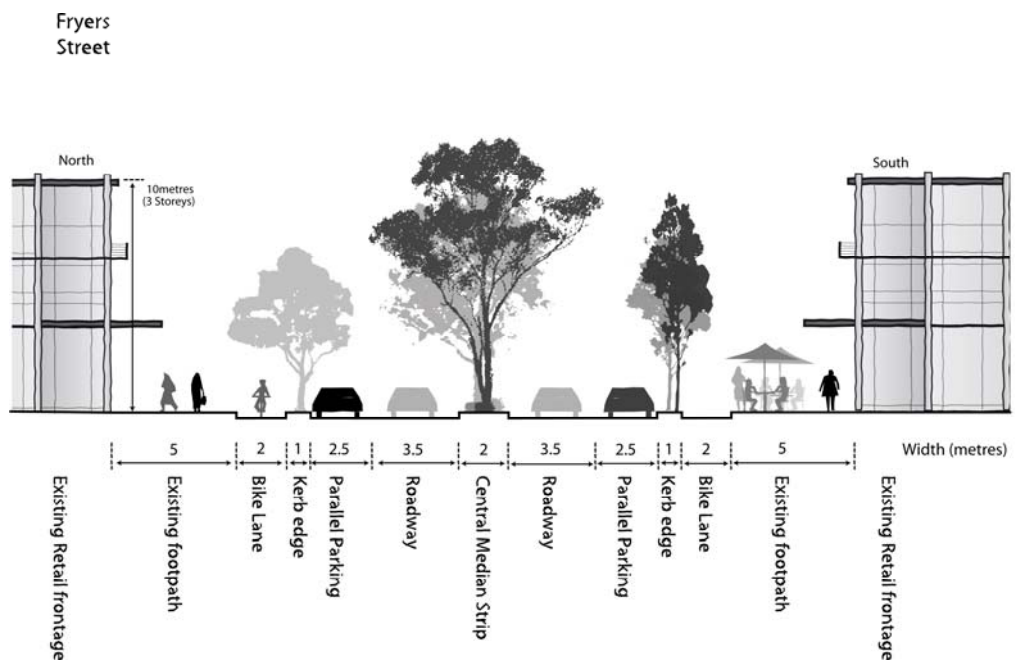 Fryers
Street
North
South
10metres
(3 Storeys)
5
2
1
2.5
3.5
2
3.5
2.5
1
2
5
Width (metres)
Existing Retail frontage
Existing footpath
Bike Lane
Kerb edge
Parallel Parking
Roadway
Central Median Strip
Roadway
Parallel Parking
Kerb edge
Bike Lane
Existing footpath
Existing Retail frontage